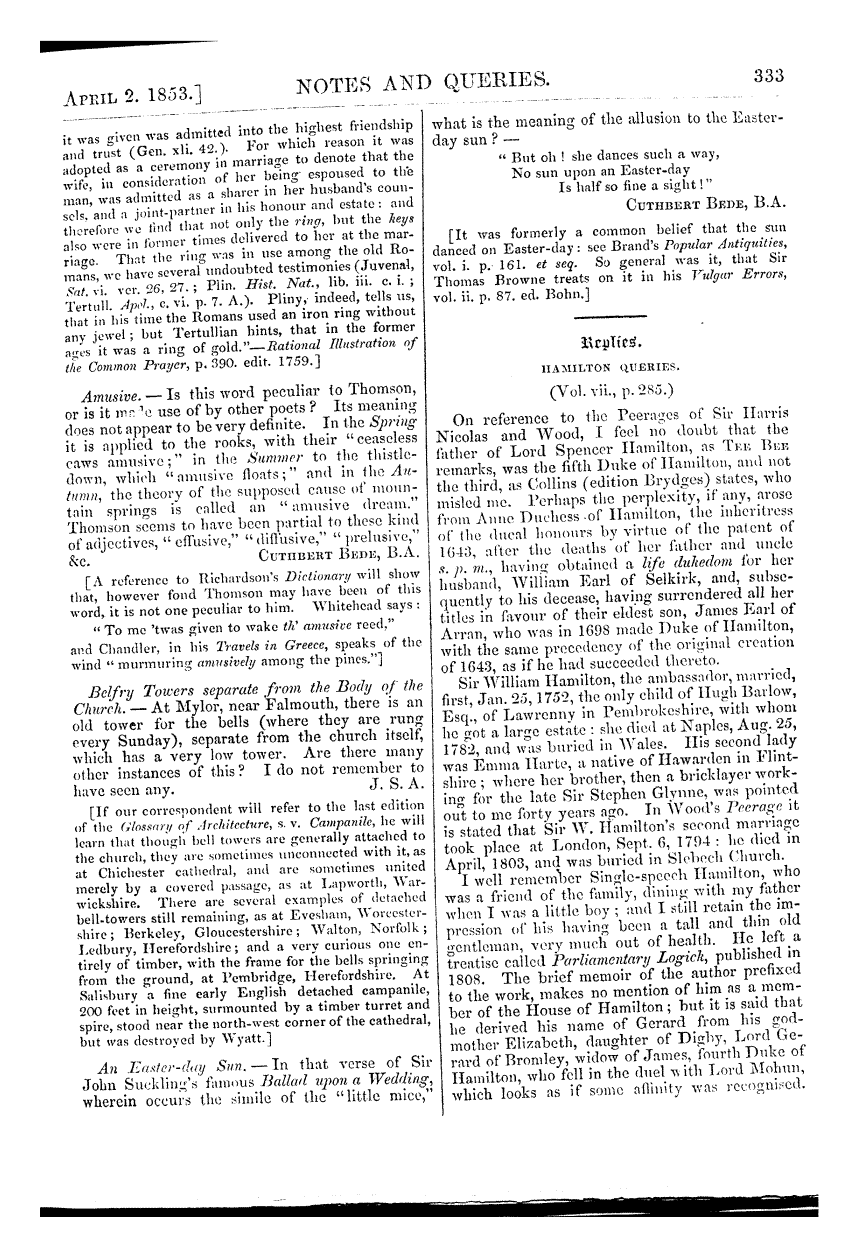 APRIL 2. 1853.] NOTES AND QUERIES. 333
it was given was admitted into the highest friendship
and trust (Gen. xli. 42.). For which reason it was
adopted as a ceremony in marriage to denote that the
wife, in consideration of her being espoused to the
man, was admitted as a sharer in her husband's coun-
sels, and a joint-partner in his honour and estate: and
therefore we find that not only the ring, but the keys
also were in former times delivered to her at the mar-
riage. That the ring was in use among the old Ro-
mans, we have several undoubted testimonies (Juvenal,
Sat. vi. ver. 26, 27.; Plin. Hist. Nat., lib. iii. c. i.;
Tertull. Apol., c. vi. p. 7. A.). Pliny, indeed, tells us,
that in his time the Romans used an iron ring without
any jewel; but Tertullian hints, that in the former
ages it was a ring of gold."—Rational Illustration of
the Common Prayer, p. 390. edit. 1759.]
Amusive. — Is this word peculiar to Thomson,
or is it made use of by other poets? Its meaning
does not appear to be very definite. In the Spring
it is applied to the rooks, with their "ceaseless
caws amusive;" in the Summer to the thistle-
down, which "amusive floats;" and in the Au-
tumn, the theory of the supposed cause of moun-
tain springs is called an "amusive dream."
Thomson seems to have been partial to these kind
of adjectives, "effusive," "diffusive," "prelusive,"
&c. CUTHBERT BEDE, B.A.
[A reference to Richardson's Dictionary will show
that, however fond Thomson may have been of this
word, it is not one peculiar to him. Whitehead says:
"To me 'twas given to wake th' amusive reed,"
and Chandler, in his Travels in Greece, speaks of the
wind "murmuring amusively among the pines."]
Belfry Towers separate from the Body of the
Church. — At Mylor, near Falmouth, there is an
old tower for the bells (where they are rung
every Sunday), separate from the church itself,
which has a very low tower. Are there many
other instances of this? I do not remember to
have seen any. J. S. A.
[If our correspondent will refer to the last edition
of the Glossary of Architecture, s. v. Campanile, he will
learn that though bell towers are generally attached to
the church, they are sometimes unconnected with it, as
at Chichester cathedral, and are sometimes united
merely by a covered passage, as at Lapworth, War-
wickshire. There are several examples of detached
bell-towers still remaining, as at Evesham, Worcester-
shire; Berkeley, Gloucestershire; Walton, Norfolk;
Ledbury, Herefordshire; and a very curious one en-
tirely of timber, with the frame for the bells springing
from the ground, at Pembridge, Herefordshire. At
Salisbury a fine early English detached campanile,
200 feet in height, surmounted by a timber turret and
spire, stood near the north-west corner of the cathedral,
but was destroyed by Wyatt.]
An Easter-day Sun. — In that verse of Sir
John Suckling's famous Ballad upon a Wedding,
wherein occurs the simile of the "little mice,"
what is the meaning of the allusion to the Easter-
day sun? —
"But oh! she dances such a way,
No sun upon an Easter-day
Is half so fine a sight!"
CUTHBERT BEDE, B.A.
[It was formerly a common belief that the sun
danced on Easter-day: see Brand's Popular Antiquities,
vol. i. p. 161. et seq. So general was it, that Sir
Thomas Browne treats on it in his Vulgar Errors,
vol. ii. p. 87. ed. Bohn.]
Replies.
HAMILTON QUERIES.
(Vol. vii., p. 285.)
On reference to the Peerages of Sir Harris
Nicolas and Wood, I feel no doubt that the
father of Lord Spencer Hamilton, as TEE BEE
remarks, was the fifth Duke of Hamilton, and not
the third, as Collins (edition Brydges) states, who
misled me. Perhaps the perplexity, if any, arose
from Anne Duchess of Hamilton, the inheritress
of the ducal honours by virtue of the patent of
1643, after the deaths of her father and uncle
s. p. m., having obtained a life dukedom for her
husband, William Earl of Selkirk, and, subse-
quently to his decease, having surrendered all her
titles in favour of their eldest son, James Earl of
Arran, who was in 1698 made Duke of Hamilton,
with the same precedency of the original creation
of 1643, as if he had succeeded thereto.
Sir William Hamilton, the ambassador, married,
first, Jan. 25, 1752, the only child of Hugh Barlow,
Esq., of Lawrenny in Pembrokeshire, with whom
he got a large estate: she died at Naples, Aug. 25,
1782, and was buried in Wales. His second lady
was Emma Harte, a native of Hawarden in Flint-
shire; where her brother, then a bricklayer work-
ing for the late Sir Stephen Glynne, was pointed
out to me forty years ago. In Wood's Peerage it
is stated that Sir W. Hamilton's second marriage
took place at London, Sept. 6, 1794: he died in
April, 1803, and was buried in Slebech Church.
I well remember Single-speech Hamilton, who
was a friend of the family, dining with my father
when I was a little boy; and I still retain the im-
pression of his having been a tall and thin old
gentleman, very much out of health. He left a
treatise called Parliamentary Logick, published in
1808. The brief memoir of the author prefixed
to the work, makes no mention of him as a mem-
ber of the House of Hamilton; but it is said that
he derived his name of Gerard from his god-
mother Elizabeth, daughter of Digby, Lord Ge-
rard of Bromley, widow of James, fourth Duke of
Hamilton, who fell in the duel with Lord Mohun,
which looks as if some affinity was recognised.